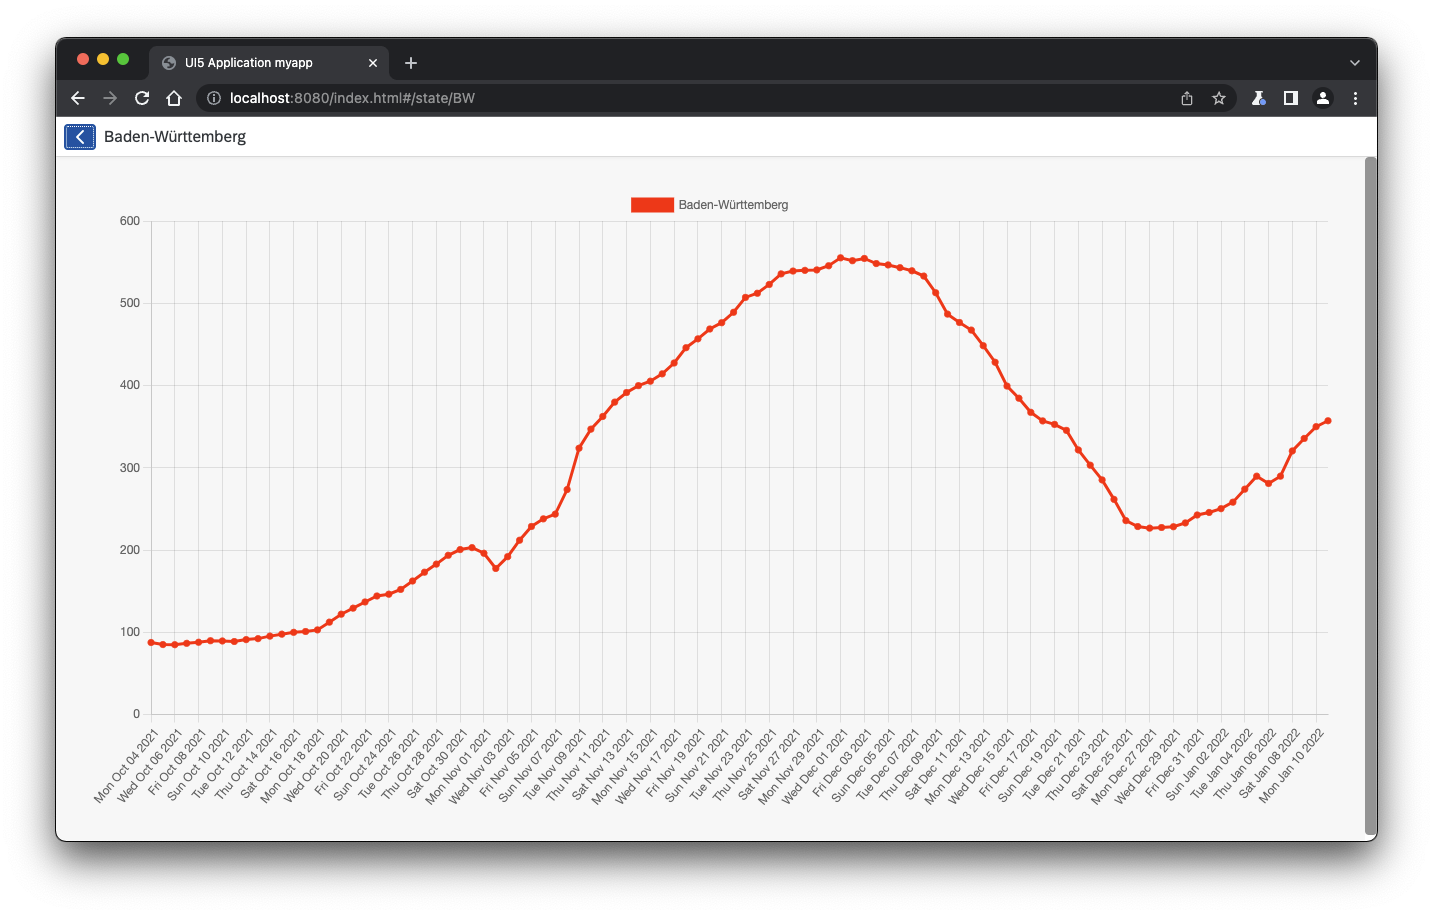 UI5 Application myapp
localhost:8080/index.html#/state/BW
Baden-Württemberg
Baden-Württemberg
600
500
400
300
200
100
0
Mon Oct 04 2021
Wed Oct 06 2021
Fri Oct 08 2021
Sun Oct 10 2021
Tue Oct 12 2021
Thu Oct 14 2021
Sat Oct 16 2021
Mon Oct 18 2021
Wed Oct 20 2021
Fri Oct 22 2021
Sun Oct 24 2021
Tue Oct 26 2021
Thu Oct 28 2021
Sat Oct 30 2021
Mon Nov 01 2021
Wed Nov 03 2021
Fri Nov 05 2021
Sun Nov 07 2021
Tue Nov 09 2021
Thu Nov 11 2021
Sat Nov 13 2021
Mon Nov 15 2021
Wed Nov 17 2021
Fri Nov 19 2021
Sun Nov 21 2021
Tue Nov 23 2021
Thu Nov 25 2021
Sat Nov 27 2021
Mon Nov 29 2021
Wed Dec 01 2021
Fri Dec 03 2021
Sun Dec 05 2021
Tue Dec 07 2021
Thu Dec 09 2021
Sat Dec 11 2021
Mon Dec 13 2021
Wed Dec 15 2021
Fri Dec 17 2021
Sun Dec 19 2021
Tue Dec 21 2021
Thu Dec 23 2021
Sat Dec 25 2021
Mon Dec 27 2021
Wed Dec 29 2021
Fri Dec 31 2021
Sun Jan 02 2022
Tue Jan 04 2022
Thu Jan 06 2022
Sat Jan 08 2022
Mon Jan 10 2022